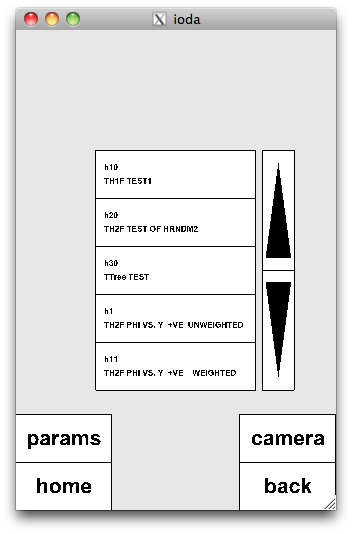 ioda
h10
TH1F TEST1
h20
TH2F TEST OF HRNDM2
h30
TTree TEST
h1
TH2F PHI VS. Y +VE UNWEIGHTED
h11
TH2F PHI VS. Y +VE WEIGHTED
params
camera
home
back